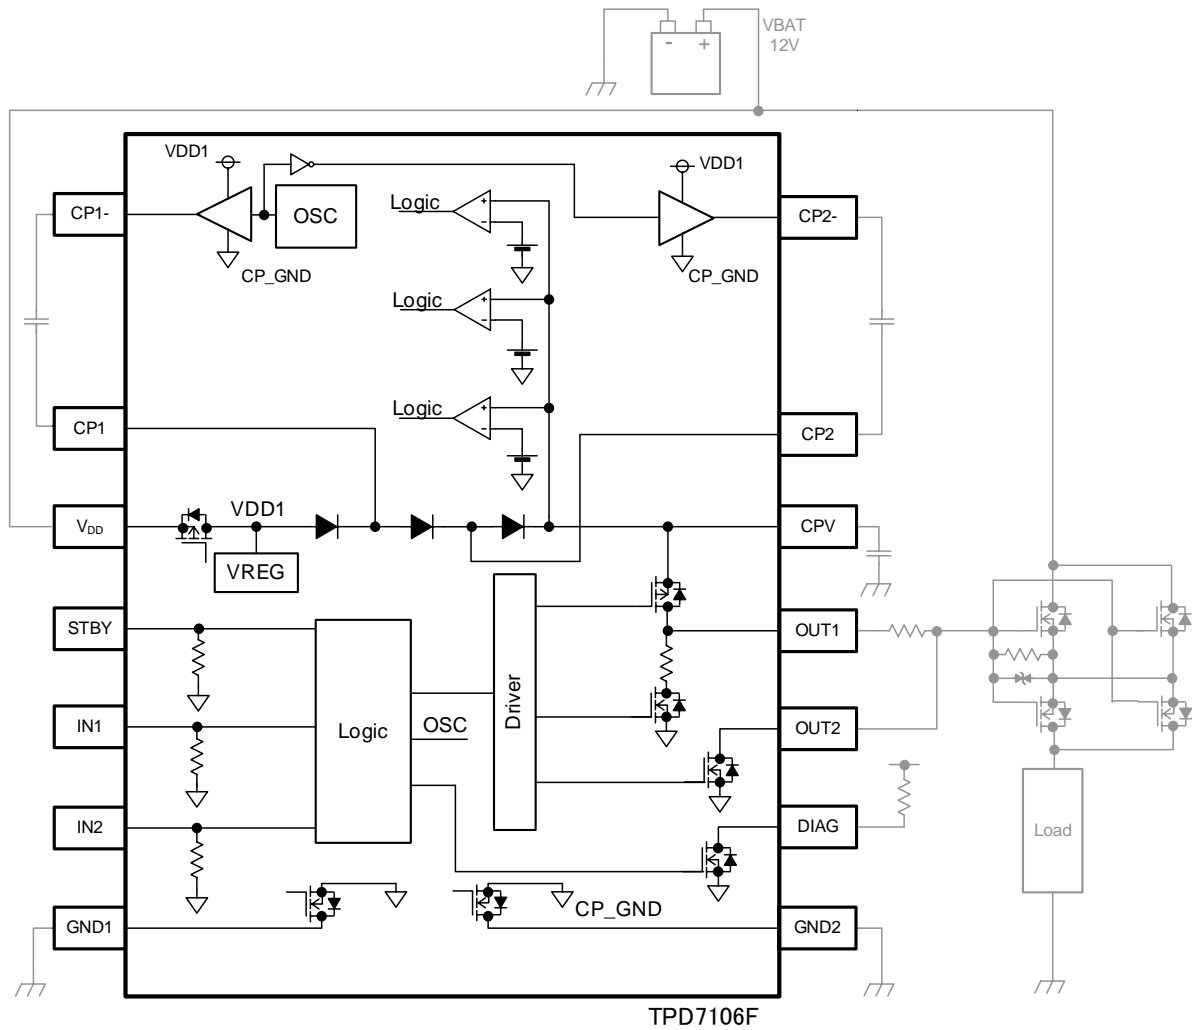 VBAT
12V
- +
VDD1
VDD1
CP1-
OSC
Logic
+
-
CP2-
CP_GND
CP_GND
Logic
+
-
Logic
+
-
CP1
CP2
VDD
VDD1
CPV
VREG
STBY
OUT1
Driver
IN1
Logic
OSC
OUT2
IN2
DIAG
Load
GND1
CP_GND
GND2
TPD7106F